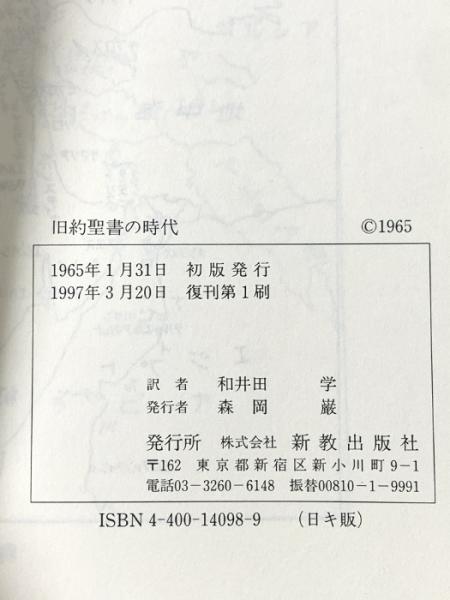 旧約聖書の時代 ©1965
1965年1月31日 初版発行
1997年3月20日 復刊第1刷
訳者 和井田 学
発行者 森岡 巌
発行所 株式会社 新教出版社
〒162 東京都新宿区新小川町9-1
電話03-3260-6148 振替00810-1-9991
ISBN 4-400-14098-9 (日キ販)